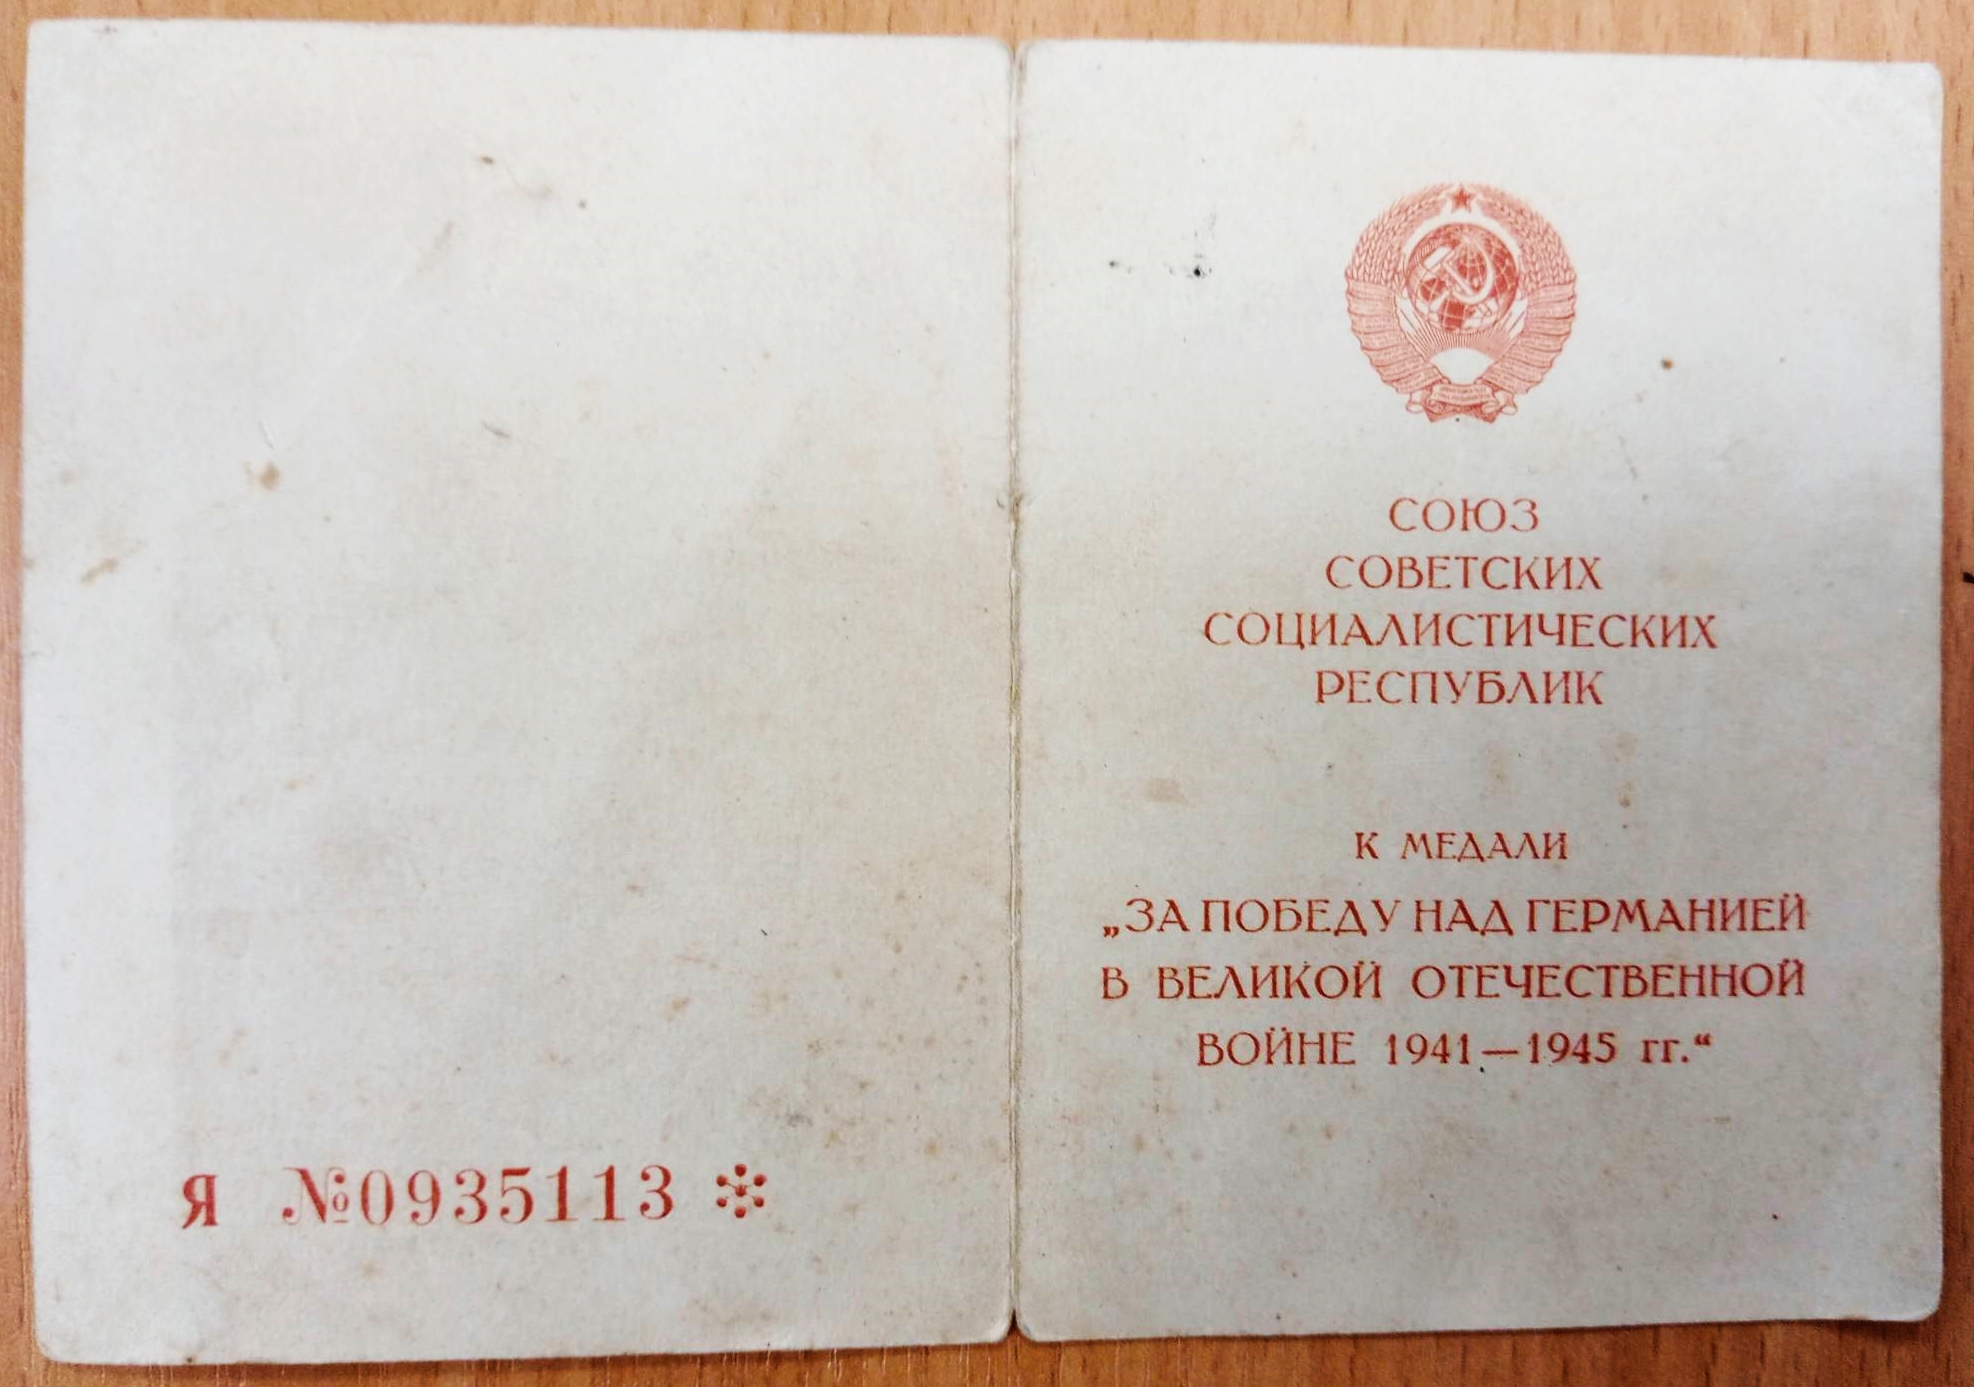 Я №0935113
СОЮЗ
СОВЕТСКИХ
СОЦИАЛИСТИЧЕСКИХ
РЕСПУБЛИК
К МЕДАЛИ
„ЗА ПОБЕДУ НАД ГЕРМАНИЕЙ
В ВЕЛИКОЙ ОТЕЧЕСТВЕННОЙ
ВОЙНЕ 1941—1945 гг.“